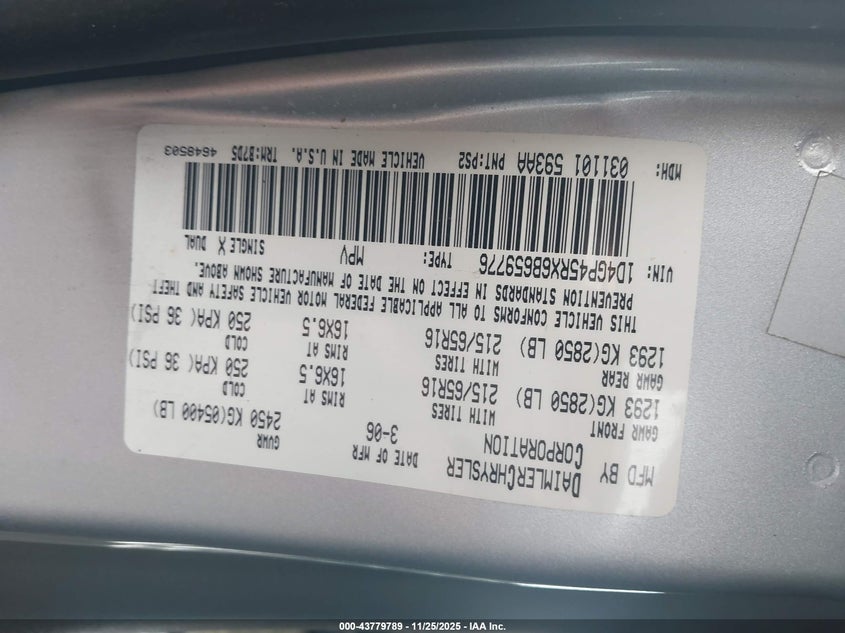 MFD BY DAIMLERCHRYSLER CORPORATION
DATE OF MFR 3-06
GVWR 2450 KG(05400 LB)
GAWR FRONT WITH TIRES RIMS AT COLD
1293 KG(2850 LB) 215/65R16 16X6.5 250 KPA( 36 PSI)
GAWR REAR WITH TIRES RIMS AT COLD
1293 KG(2850 LB) 215/65R16 16X6.5 250 KPA( 36 PSI)
THIS VEHICLE CONFORMS TO ALL APPLICABLE FEDERAL MOTOR VEHICLE SAFETY AND THEFT
PREVENTION STANDARDS IN EFFECT ON THE DATE OF MANUFACTURE SHOWN ABOVE.
VIN: 1D4GP45RX6B659776 TYPE: MPV SINGLE X DUAL
MDH: 031101 593AA PNT:PS2 VEHICLE MADE IN U.S.A. TRM:B7D5 4648503
000-43779789 - 11/25/2025 - IAA Inc.